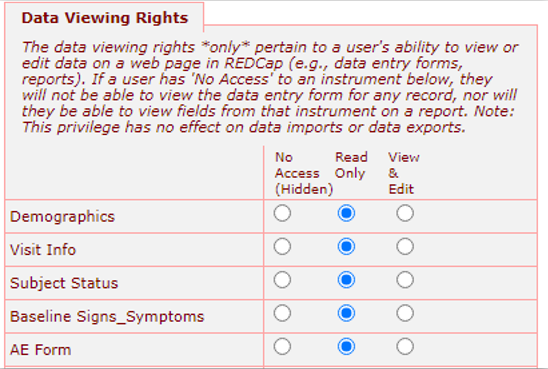 Data Viewing Rights
The data viewing rights *only* pertain to a user's ability to view or
edit data on a web page in REDCap (e.g., data entry forms,
reports). If a user has 'No Access' to an instrument below, they
will not be able to view the data entry form for any record, nor will
they be able to view fields from that instrument on a report. Note:
This privilege has no effect on data imports or data exports.
No Read View
Access Only &
(Hidden) Edit
Demographics
Visit Info
Subject Status
Baseline Signs_Symptoms
AE Form